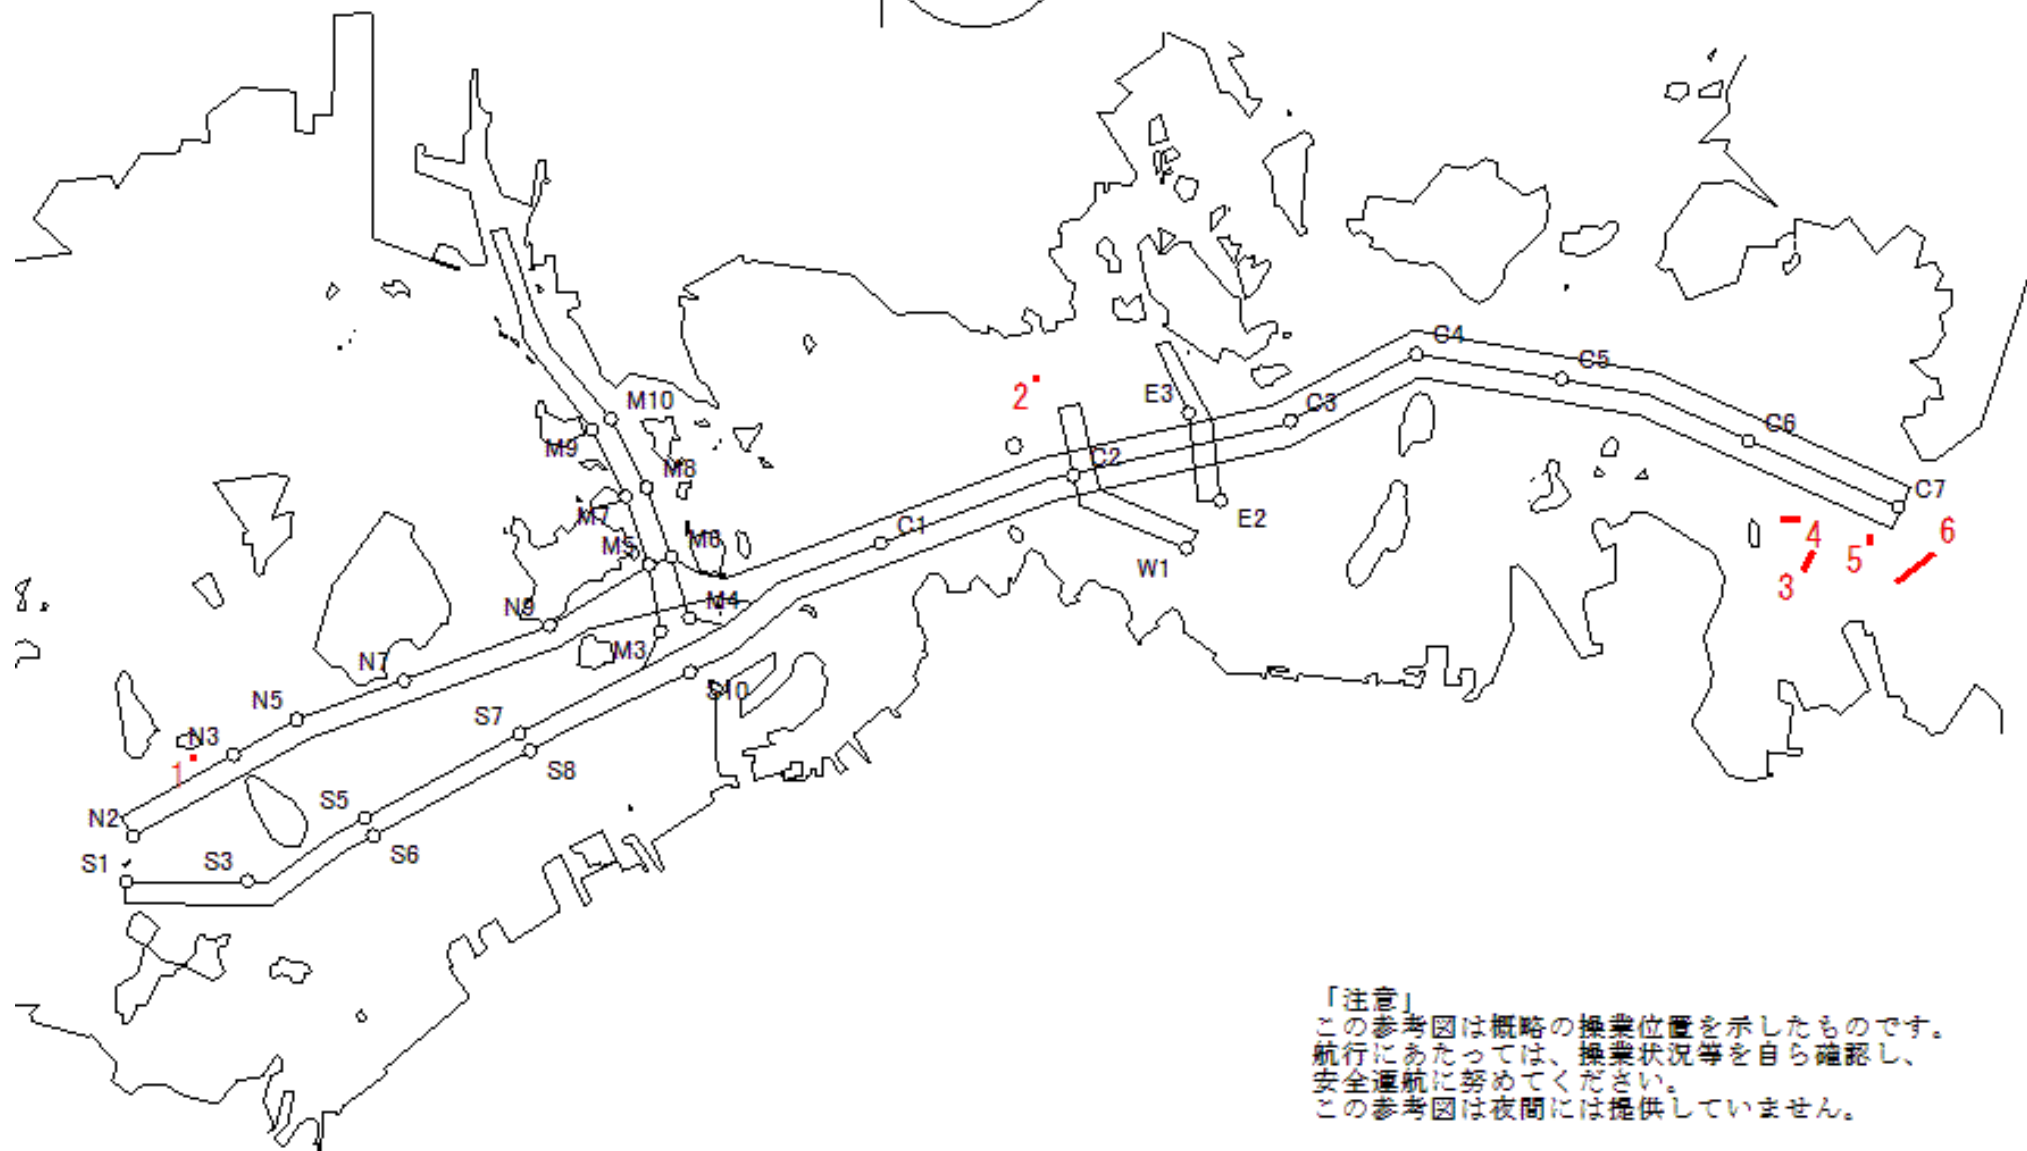 C4
C5
M10
2
E3
C3
C6
M9
C2
M8
C7
M7
E2
C1
4
6
M5
M6
5
W1
3
N9
M4
M3
N7
S10
N5
S7
N3
1
S8
S5
N2
S6
S1
S3
「注意」
この参考図は概略の操業位置を示したものです。
航行にあたっては、操業状況等を自ら確認し、
安全運航に努めてください。
この参考図は夜間には提供していません。